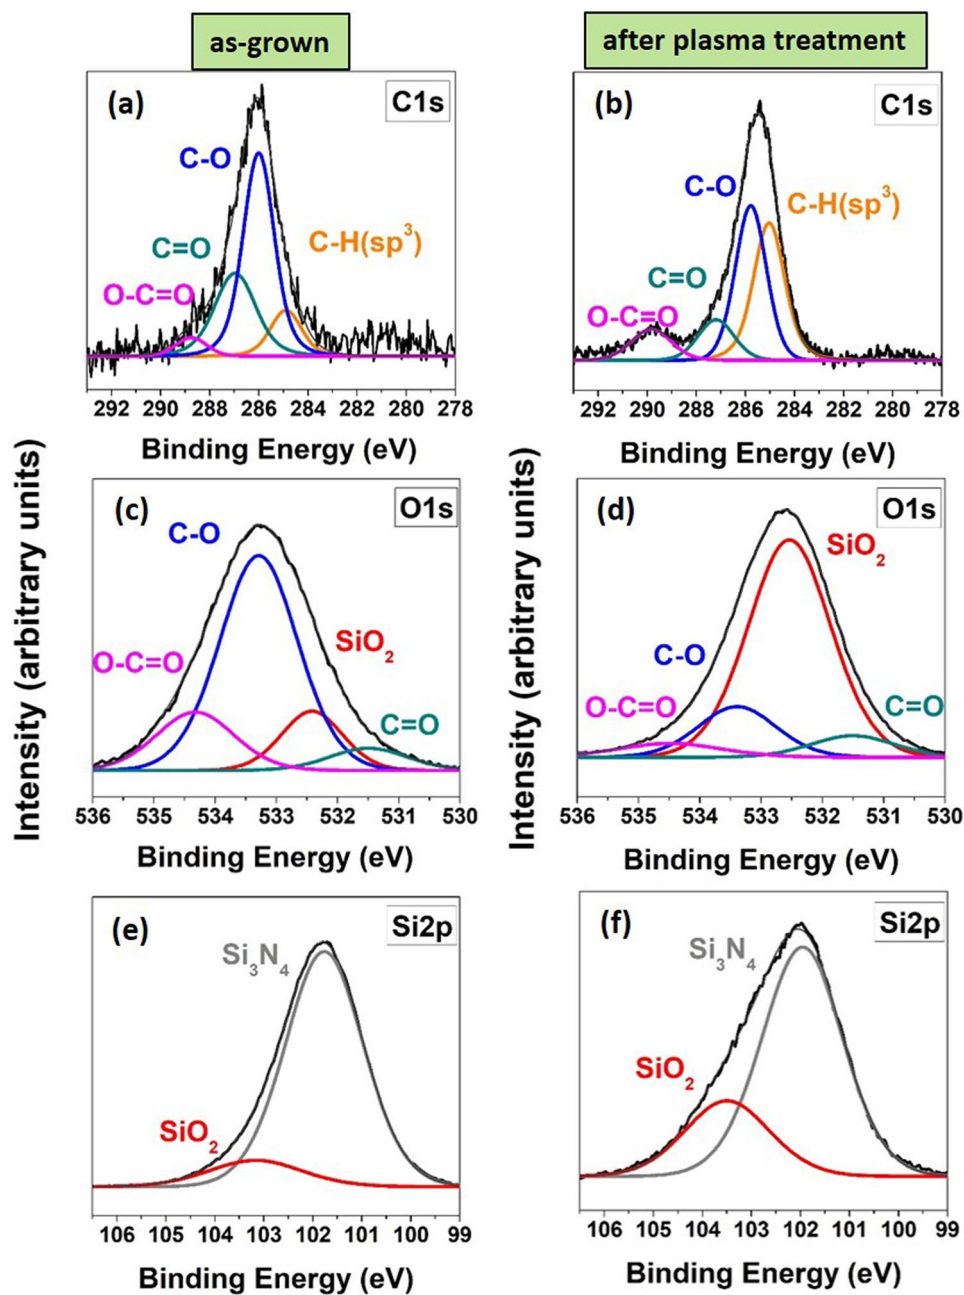 as-grown
after plasma treatment
(a)
C1s
C-O
C=O
C-H(sp³)
O-C=O
292 290 288 286 284 282 280 278
Binding Energy (eV)
(b)
C1s
C-O
C-H(sp³)
C=O
O-C=O
292 290 288 286 284 282 280 278
Binding Energy (eV)
Intensity (arbitrary units)
(c)
O1s
C-O
O-C=O
SiO₂
C=O
536 535 534 533 532 531 530
Binding Energy (eV)
Intensity (arbitrary units)
(d)
O1s
SiO₂
C-O
O-C=O
C=O
536 535 534 533 532 531 530
Binding Energy (eV)
(e)
Si2p
Si₃N₄
SiO₂
106 105 104 103 102 101 100 99
Binding Energy (eV)
(f)
Si2p
Si₃N₄
SiO₂
106 105 104 103 102 101 100 99
Binding Energy (eV)